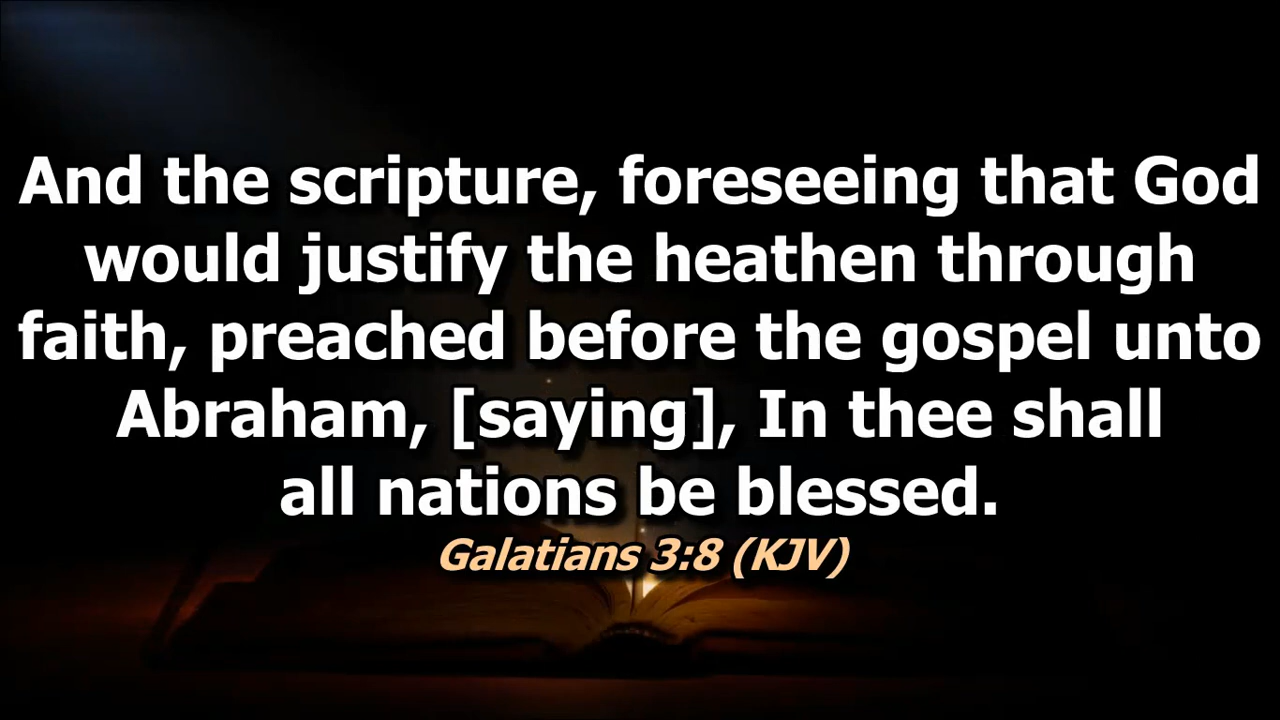 And the scripture, foreseeing that God
would justify the heathen through
faith, preached before the gospel unto
Abraham, [saying], In thee shall
all nations be blessed.
Galatians 3:8 (KJV)